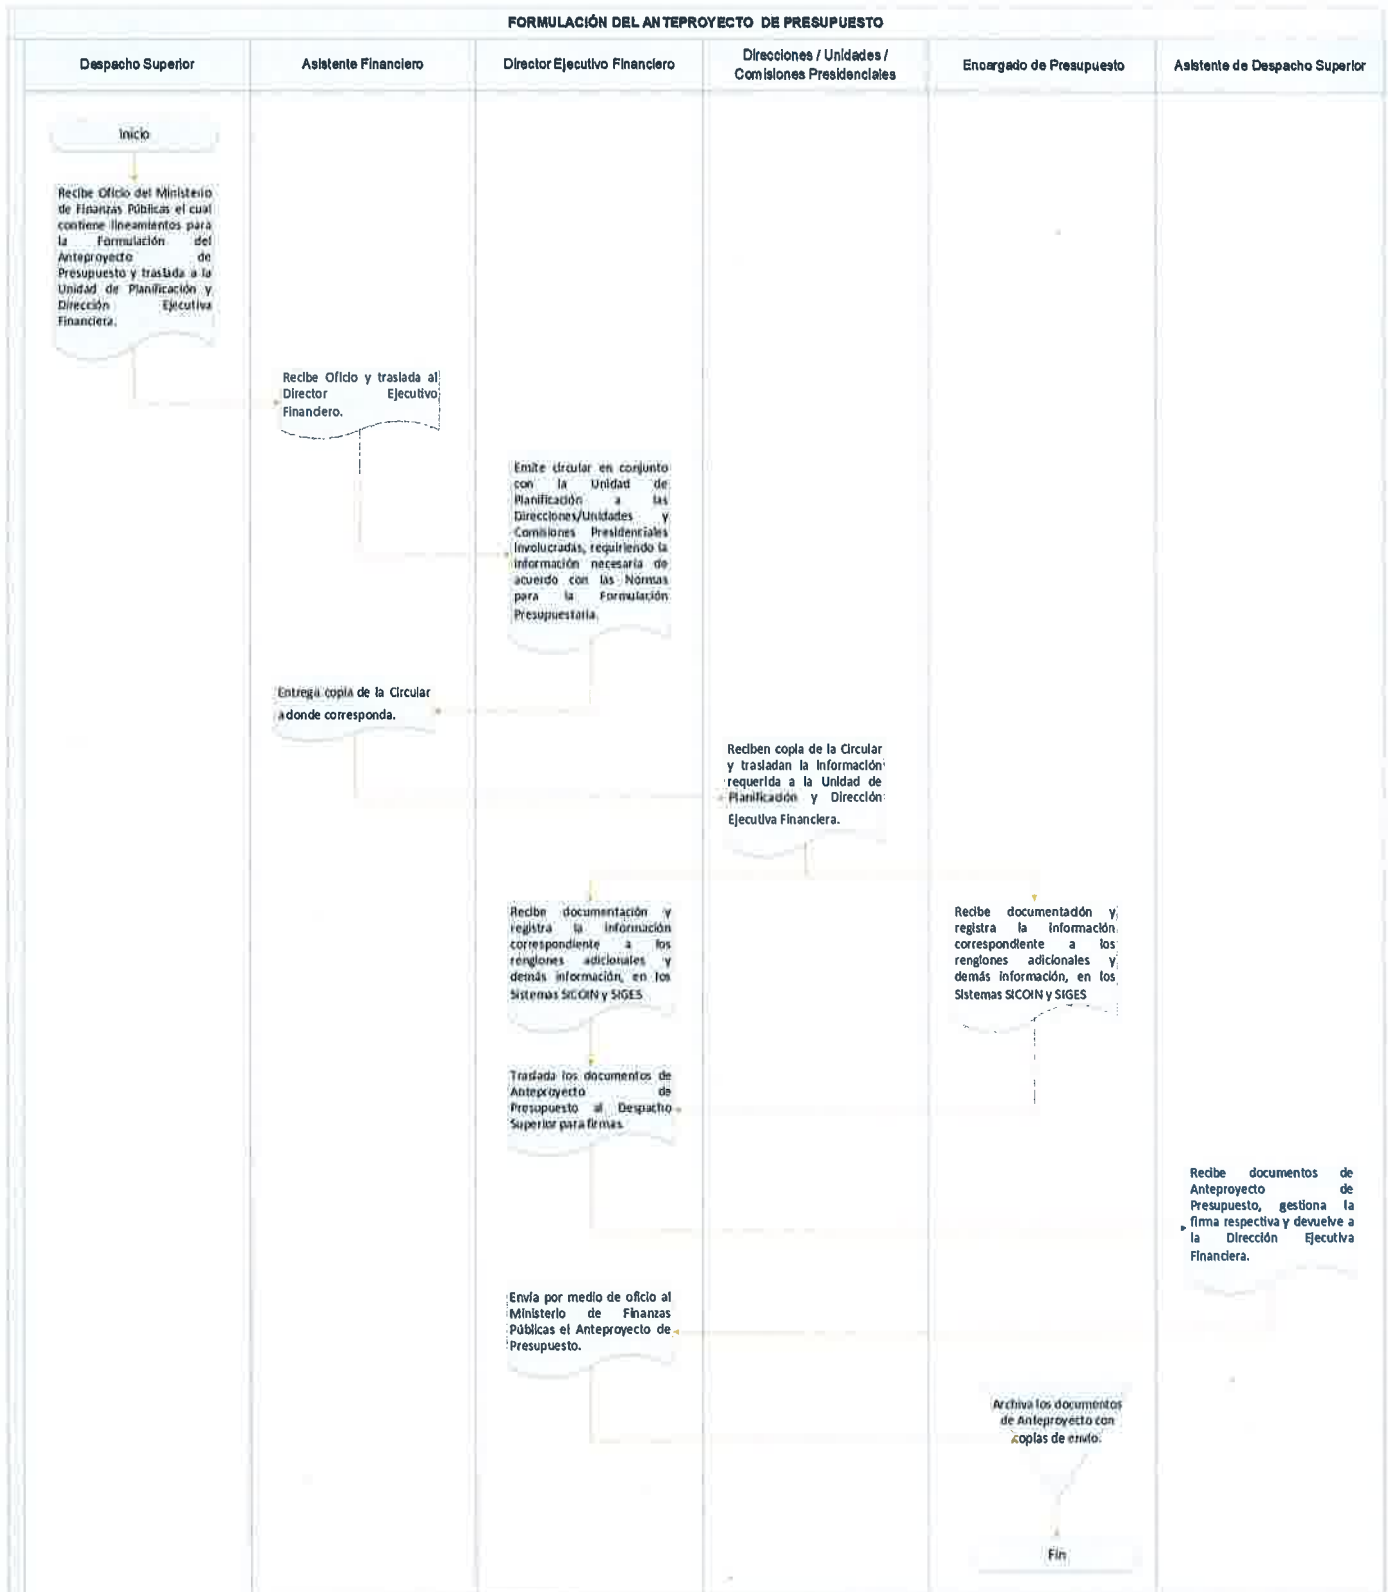 FORMULACIÓN DEL ANTEPROYECTO DE PRESUPUESTO
Despacho Superior
Asistente Financiero
Director Ejecutivo Financiero
Direcciones / Unidades /
Comisiones Presidenciales
Encargado de Presupuesto
Asistente de Despacho Superior
Inicio
Recibe Oficio del Ministerio
de Finanzas Públicas el cual
contiene lineamientos para
la Formulación del
Anteproyecto de
Presupuesto y traslada a la
Unidad de Planificación y
Dirección Ejecutiva
Financiera.
Recibe Oficio y traslada al
Director Ejecutivo
Financiero.
Emite circular en conjunto
con la Unidad de
Planificación a las
Direcciones/Unidades y
Comisiones Presidenciales
involucradas, requiriendo la
información necesaria de
acuerdo con las Normas
para la Formulación
Presupuestaria.
Entrega copia de la Circular
a donde corresponda.
Reciben copia de la Circular
y trasladan la información
requerida a la Unidad de
Planificación y Dirección
Ejecutiva Financiera.
Recibe documentación y
registra la información
correspondiente a los
renglones adicionales y
demás información, en los
Sistemas SICOIN y SIGES
Recibe documentación y
registra la información
correspondiente a los
renglones adicionales y
demás información, en los
Sistemas SICOIN y SIGES
Traslada los documentos de
Anteproyecto de
Presupuesto al Despacho
Superior para firmas.
Recibe documentos de
Anteproyecto de
Presupuesto, gestiona la
firma respectiva y devuelve a
la Dirección Ejecutiva
Financiera.
Envía por medio de oficio al
Ministerio de Finanzas
Públicas el Anteproyecto de
Presupuesto.
Archiva los documentos
de Anteproyecto con
copias de envío.
Fin